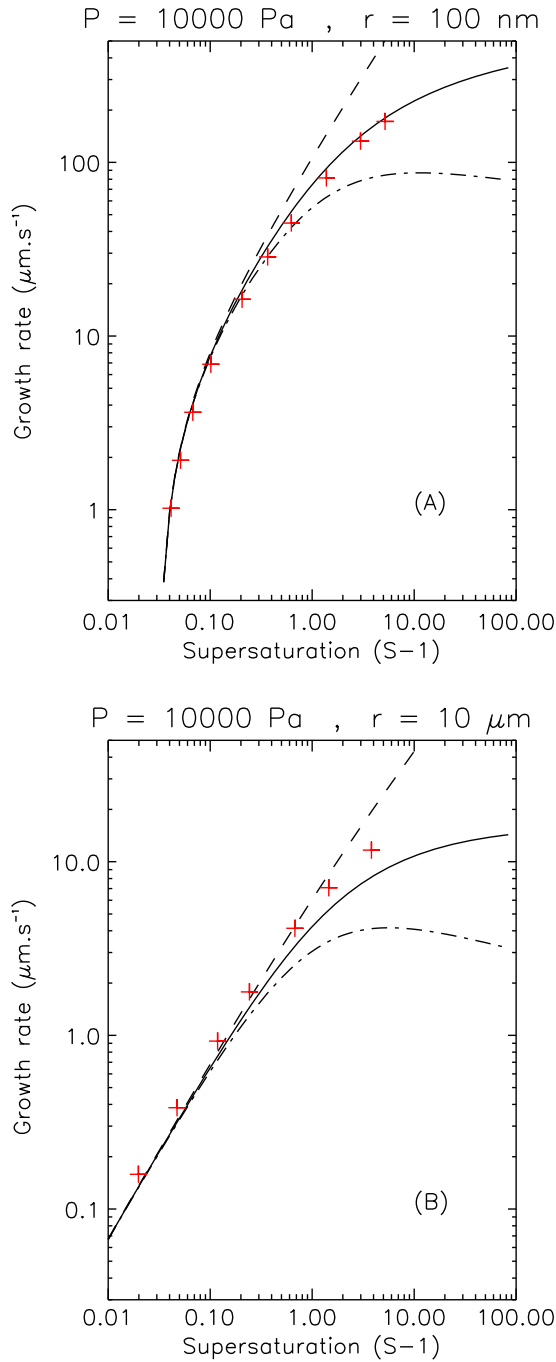 P = 10000 Pa , r = 100 nm
100
10
1
Growth rate (μm.s⁻¹)
(A)
0.01 0.10 1.00 10.00 100.00
Supersaturation (S−1)
P = 10000 Pa , r = 10 μm
10.0
1.0
0.1
Growth rate (μm.s⁻¹)
(B)
0.01 0.10 1.00 10.00 100.00
Supersaturation (S−1)